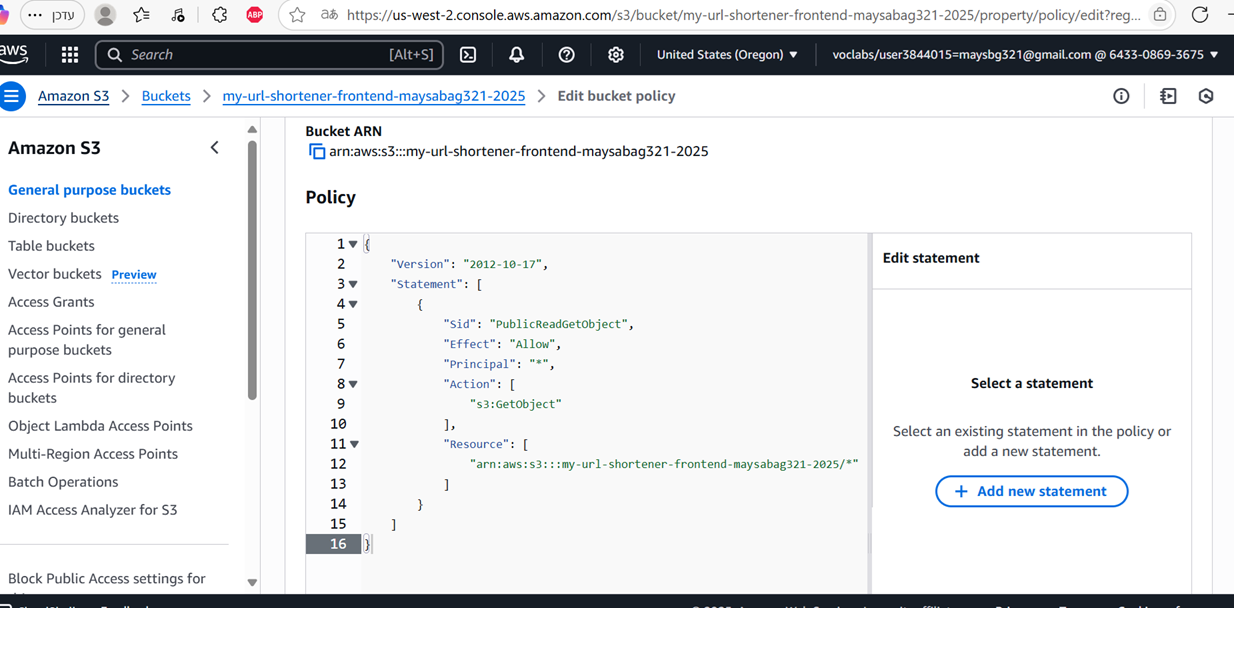 עדכן
ABP
aあ
https://us-west-2.console.aws.amazon.com/s3/bucket/my-url-shortener-frontend-maysabag321-2025/property/policy/edit?reg...
aws
Search [Alt+S]
United States (Oregon)
voclabs/user3844015=maysbg321@gmail.com @ 6433-0869-3675
Amazon S3 > Buckets > my-url-shortener-frontend-maysabag321-2025 > Edit bucket policy
Amazon S3
General purpose buckets
Directory buckets
Table buckets
Vector buckets Preview
Access Grants
Access Points for general
purpose buckets
Access Points for directory
buckets
Object Lambda Access Points
Multi-Region Access Points
Batch Operations
IAM Access Analyzer for S3
Block Public Access settings for
Bucket ARN
arn:aws:s3:::my-url-shortener-frontend-maysabag321-2025
Policy
1 {
2 "Version": "2012-10-17",
3 "Statement": [
4 {
5 "Sid": "PublicReadGetObject",
6 "Effect": "Allow",
7 "Principal": "*",
8 "Action": [
9 "s3:GetObject"
10 ],
11 "Resource": [
12 "arn:aws:s3:::my-url-shortener-frontend-maysabag321-2025/*"
13 ]
14 }
15 ]
16 }
Edit statement
Select a statement
Select an existing statement in the policy or
add a new statement.
+ Add new statement